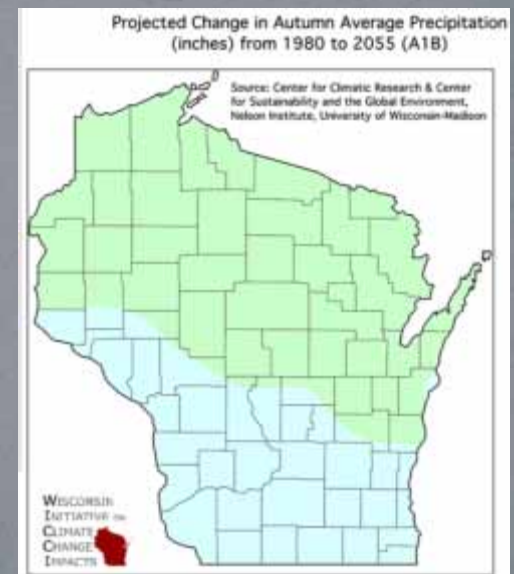 Projected Change in Autumn Average Precipitation
(inches) from 1980 to 2055 (A1B)
Source: Center for Climatic Research & Center
for Sustainability and the Global Environment,
Nelson Institute, University of Wisconsin-Madison
WISCONSIN
INITIATIVE ON
CLIMATE
CHANGE
IMPACTS